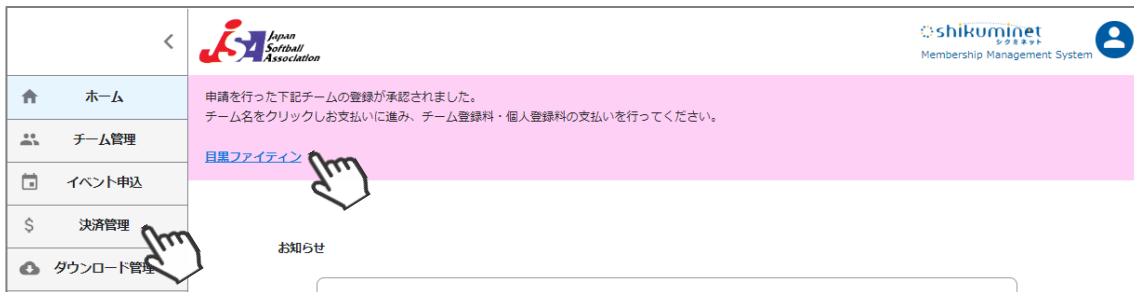 <
JSA
Japan
Softball
Association
shikuminet
シクミネット
Membership Management System
ホーム
チーム管理
イベント申込
$ 決済管理
ダウンロード管理
申請を行った下記チームの登録が承認されました。
チーム名をクリックしお支払いに進み、チーム登録料・個人登録料の支払いを行ってください。
目黒ファイティン
お知らせ